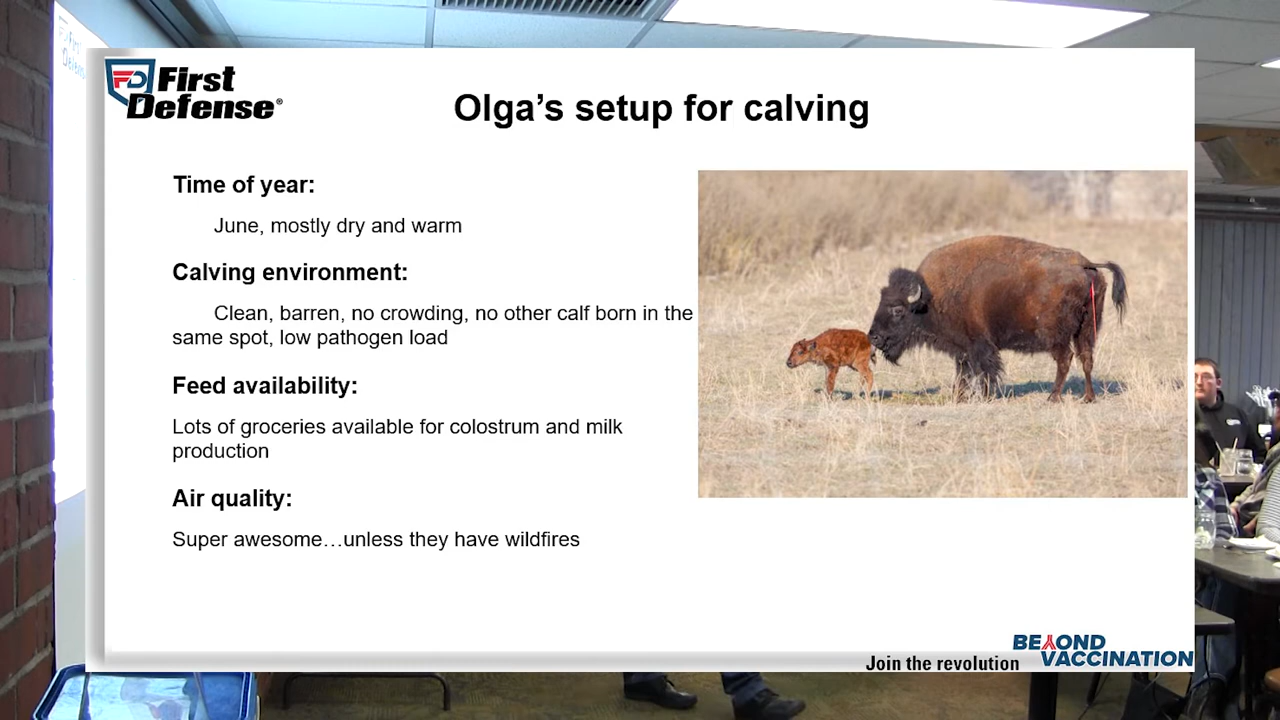 First
Defense®
Olga's setup for calving
Time of year:
June, mostly dry and warm
Calving environment:
Clean, barren, no crowding, no other calf born in the
same spot, low pathogen load
Feed availability:
Lots of groceries available for colostrum and milk
production
Air quality:
Super awesome…unless they have wildfires
Join the revolution
BEYOND
VACCINATION